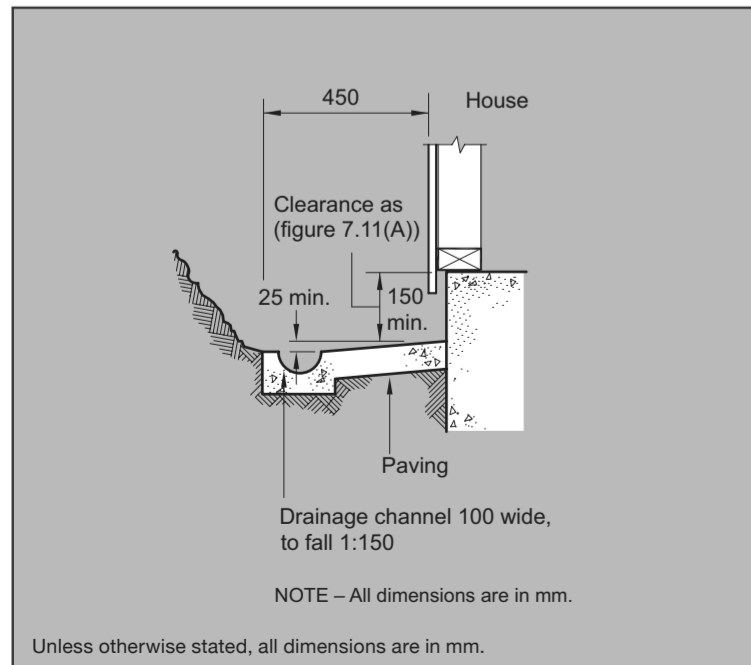 450
House
Clearance as
(figure 7.11(A))
25 min.
150
min.
Paving
Drainage channel 100 wide,
to fall 1:150
NOTE – All dimensions are in mm.
Unless otherwise stated, all dimensions are in mm.